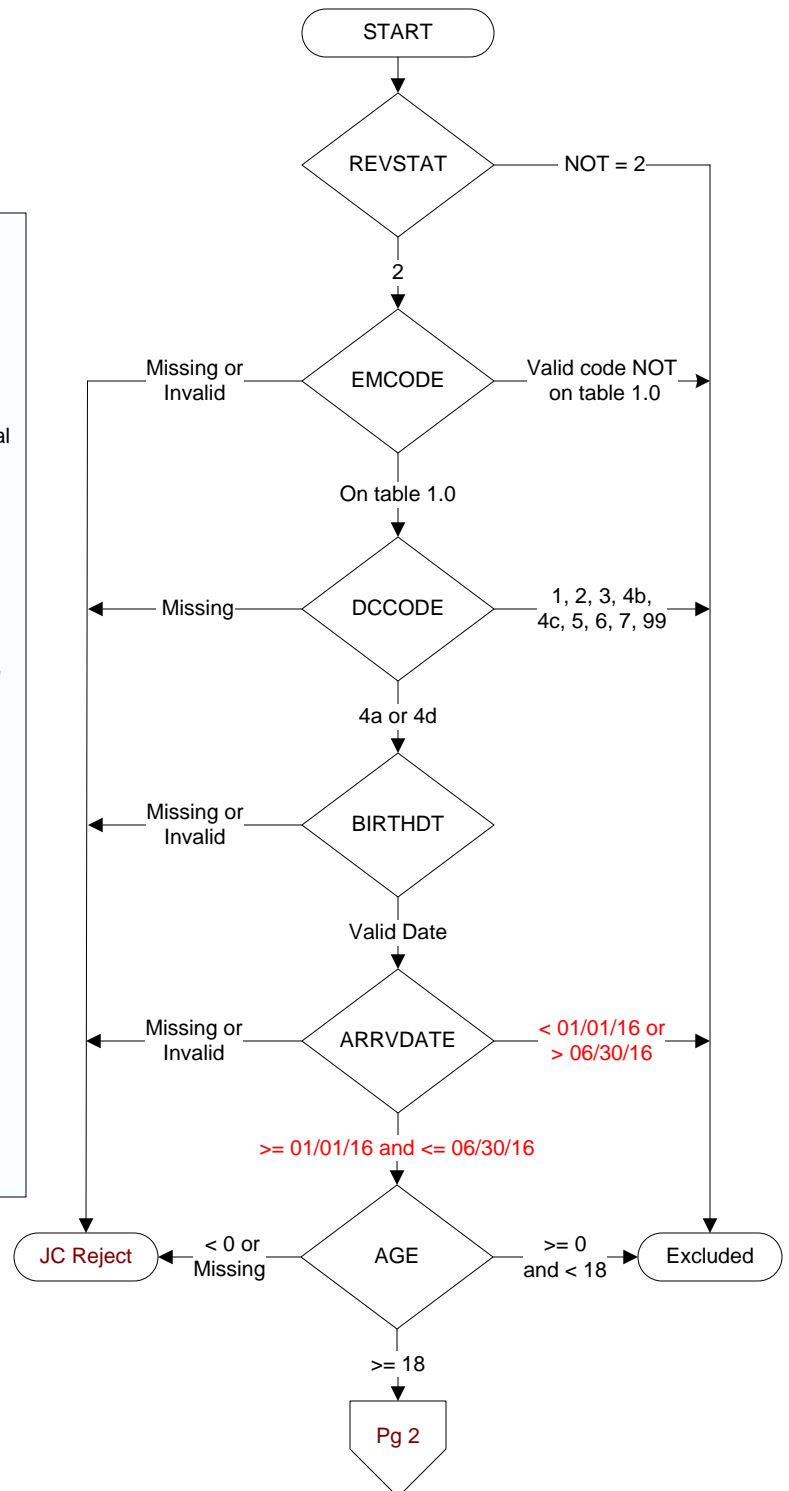 START
REVSTAT
NOT = 2
2
Missing or
Invalid
EMCODE
Valid code NOT
on table 1.0
al
On table 1.0
Missing
DCCODE
1, 2, 3, 4b,
4c, 5, 6, 7, 99
4a or 4d
Missing or
Invalid
BIRTHDT
Valid Date
Missing or
Invalid
ARRVDATE
< 01/01/16 or
> 06/30/16
>= 01/01/16 and <= 06/30/16
JC Reject
< 0 or
Missing
AGE
>= 0
and < 18
Excluded
>= 18
Pg 2